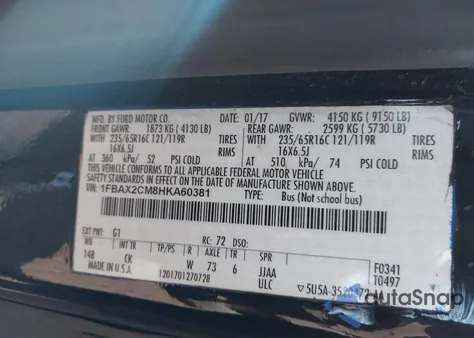 MFD. BY FORD MOTOR CO. DATE: 01/17 GVWR: 4150 KG ( 9150 LB)
FRONT GAWR: 1873 KG ( 4130 LB) REAR GAWR: 2599 KG ( 5730 LB)
235/65R16C 121/119R TIRES 235/65R16C 121/119R TIRES
16X6.5J RIMS 16X6.5J
AT 360 kPa/ 52 PSI COLD AT 510 kPa/ 74 PSI COLD
THIS VEHICLE CONFORMS TO ALL APPLICABLE FEDERAL MOTOR VEHICLE
SAFETY STANDARDS IN EFFECT ON THE DATE OF MANUFACTURE SHOWN ABOVE.
VIN: 1FBAX2CM8HKA60381 TYPE: Bus (Not school bus)
EXT PNT: G1 RC: 72 DSO:
WB INT TR TP/PS R AXLE TR SPR
148 CK W 73 6 JJAA F0341
MADE IN U.S.A. ULC T0497
1201701270728
AutaSnap